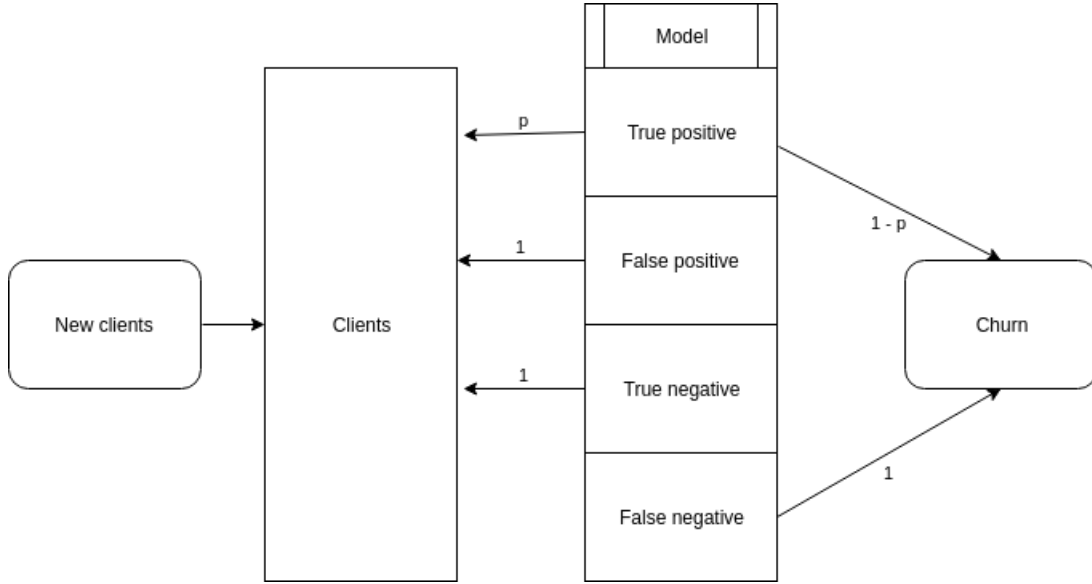 Model
True positive
p
1 - p
False positive
1
New clients
Clients
Churn
True negative
1
False negative
1